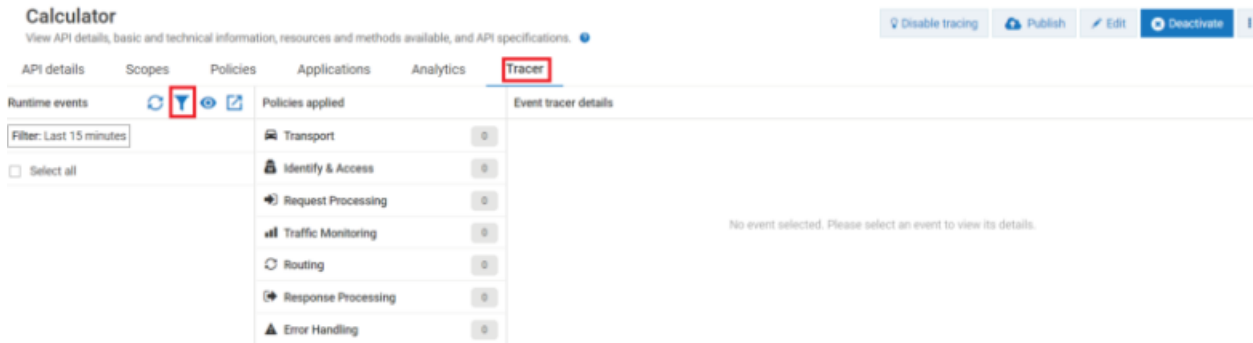 Calculator
View API details, basic and technical information, resources and methods available, and API specifications.
Disable tracing
Publish
Edit
Deactivate
API details Scopes Policies Applications Analytics Tracer
Runtime events
Filter: Last 15 minutes
Select all
Policies applied
Transport 0
Identify & Access 0
Request Processing 0
Traffic Monitoring 0
Routing 0
Response Processing 0
Error Handling 0
Event tracer details
No event selected. Please select an event to view its details.